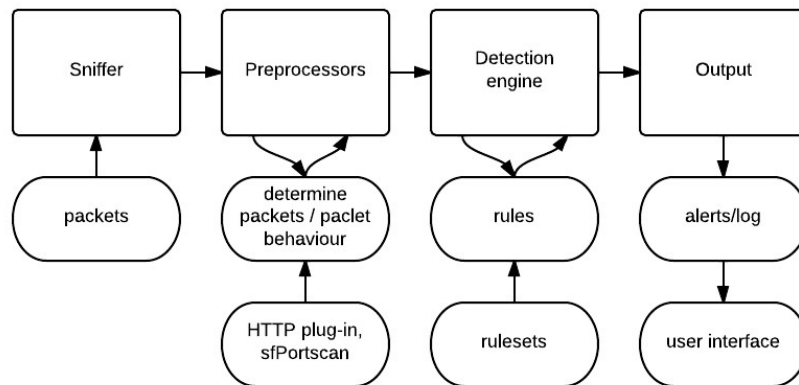 Sniffer
Preprocessors
Detection
engine
Output
packets
determine
packets / paclet
behaviour
rules
alerts/log
HTTP plug-in,
sfPortscan
rulesets
user interface